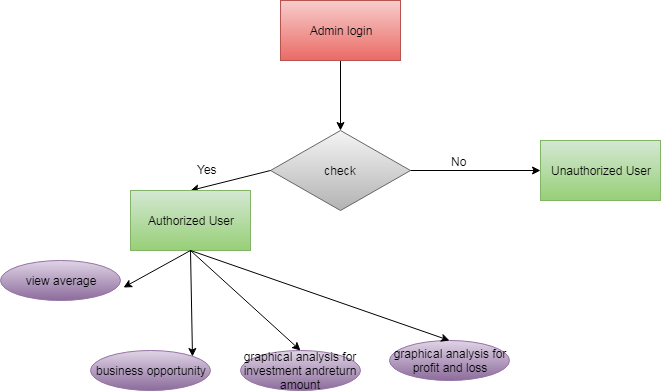 Admin login
check
Yes
No
Unauthorized User
Authorized User
view average
business opportunity
graphical analysis for
investment andreturn
amount
graphical analysis for
profit and loss